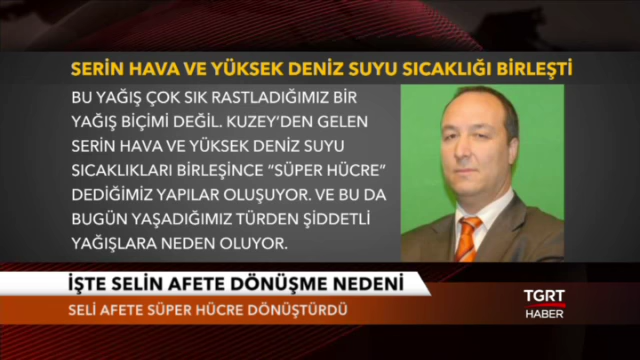 SERİN HAVA VE YÜKSEK DENİZ SUYU SICAKLIĞI BİRLEŞTİ
BU YAĞIŞ ÇOK SIK RASTLADIĞIMIZ BİR
YAĞIŞ BİÇİMİ DEĞİL. KUZEY’DEN GELEN
SERİN HAVA VE YÜKSEK DENİZ SUYU
SICAKLIKLARI BİRLEŞİNCE ”SÜPER HÜCRE”
DEDİĞİMİZ YAPILAR OLUŞUYOR. VE BU DA
BUGÜN YAŞADIĞIMIZ TÜRDEN ŞİDDETLİ
YAĞIŞLARA NEDEN OLUYOR.
İŞTE SELİN AFETE DÖNÜŞME NEDENİ
SELİ AFETE SÜPER HÜCRE DÖNÜŞTÜRDÜ
TGRT
HABER